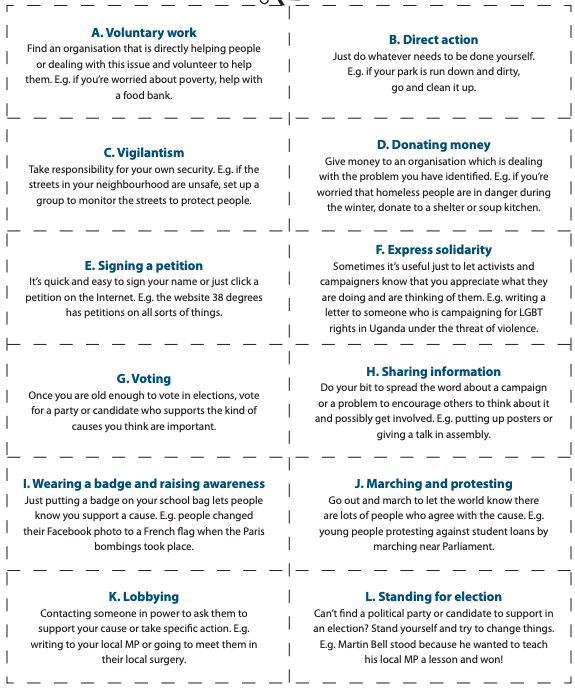 A. Voluntary work
Find an organisation that is directly helping people
or dealing with this issue and volunteer to help
them. E.g. if you're worried about poverty, help with
a food bank.
B. Direct action
Just do whatever needs to be done yourself.
E.g. if your park is run down and dirty,
go and clean it up.
C. Vigilantism
Take responsibility for your own security. E.g. if the
streets in your neighbourhood are unsafe, set up a
group to monitor the streets to protect people.
D. Donating money
Give money to an organisation which is dealing
with the problem you have identified. E.g. if you're
worried that homeless people are in danger during
the winter, donate to a shelter or soup kitchen.
E. Signing a petition
It's quick and easy to sign your name or just click a
petition on the Internet. E.g. the website 38 degrees
has petitions on all sorts of things.
F. Express solidarity
Sometimes it's useful just to let activists and
campaigners know that you appreciate what they
are doing and are thinking of them. E.g. writing a
letter to someone who is campaigning for LGBT
rights in Uganda under the threat of violence.
G. Voting
Once you are old enough to vote in elections, vote
for a party or candidate who supports the kind of
causes you think are important.
H. Sharing information
Do your bit to spread the word about a campaign
or a problem to encourage others to think about it
and possibly get involved. E.g. putting up posters or
giving a talk in assembly.
I. Wearing a badge and raising awareness
Just putting a badge on your school bag lets people
know you support a cause. E.g. people changed
their Facebook photo to a French flag when the Paris
bombings took place.
J. Marching and protesting
Go out and march to let the world know there
are lots of people who agree with the cause. E.g.
young people protesting against student loans by
marching near Parliament.
K. Lobbying
Contacting someone in power to ask them to
support your cause or take specific action. E.g.
writing to your local MP or going to meet them in
their local surgery.
L. Standing for election
Can't find a political party or candidate to support in
an election? Stand yourself and try to change things.
E.g. Martin Bell stood because he wanted to teach
his local MP a lesson and won!